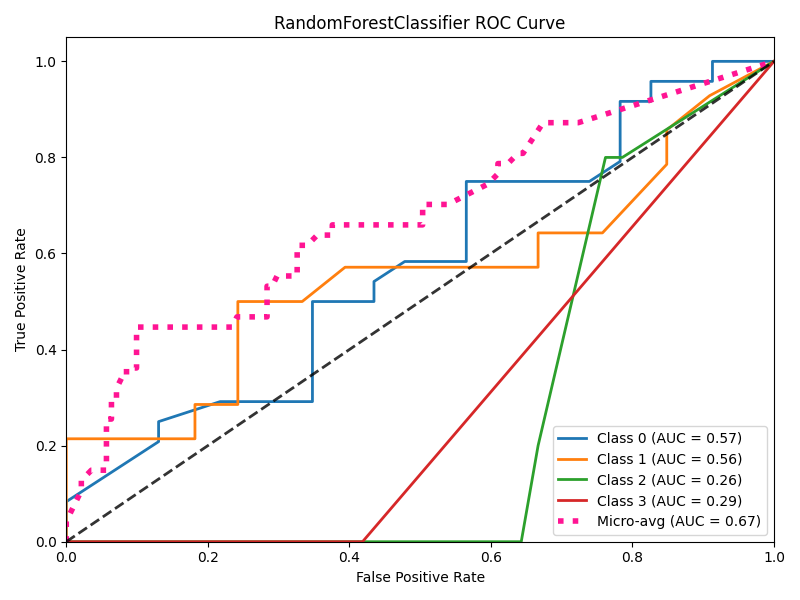 RandomForestClassifier ROC Curve
True Positive Rate
1.0
0.8
0.6
0.4
0.2
0.0
Class 0 (AUC = 0.57)
Class 1 (AUC = 0.56)
Class 2 (AUC = 0.26)
Class 3 (AUC = 0.29)
Micro-avg (AUC = 0.67)
0.0 0.2 0.4 0.6 0.8 1.0
False Positive Rate